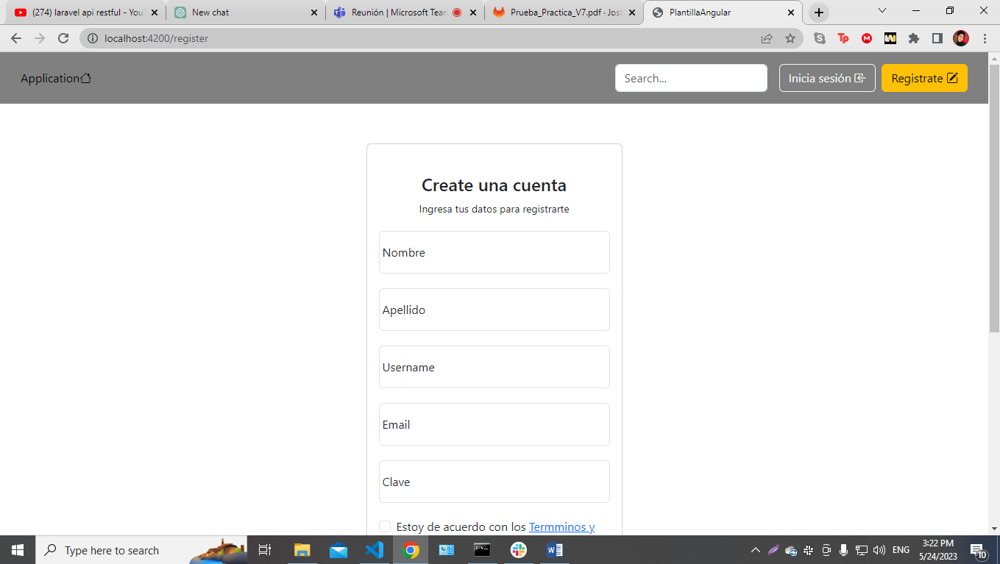 (274) laravel api restful - You
New chat
Reunión | Microsoft Team
Prueba_Practica_V7.pdf · Jost
PlantillaAngular
localhost:4200/register
Application
Search...
Inicia sesión
Registrate
Create una cuenta
Ingresa tus datos para registrarte
Nombre
Apellido
Username
Email
Clave
Estoy de acuerdo con los Termminos y
Type here to search
ENG
3:22 PM
5/24/2023
10